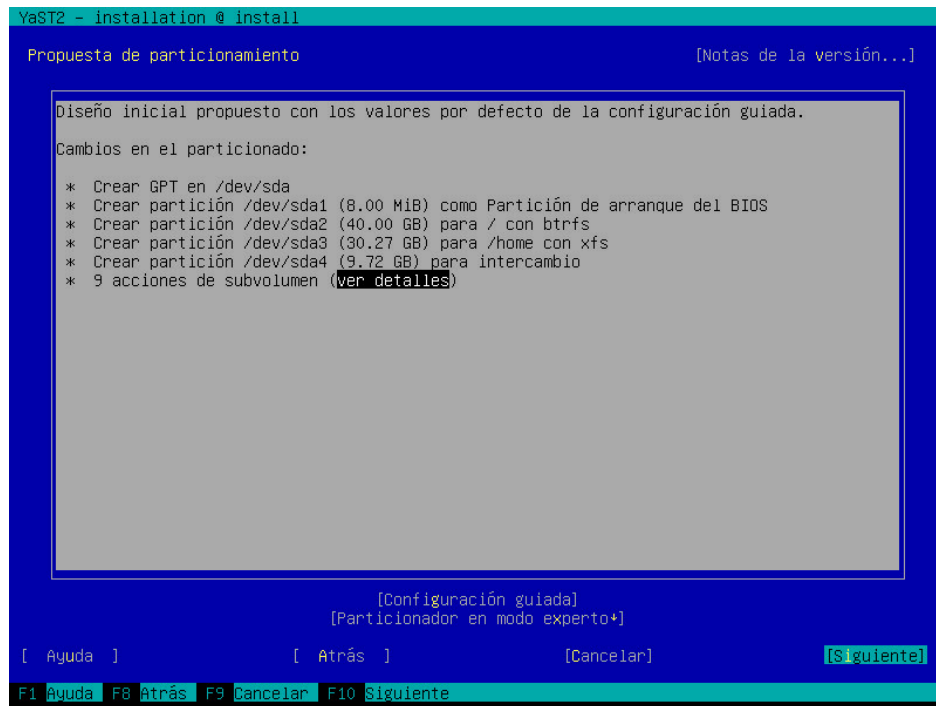 YaST2 - installation @ install
Propuesta de particionamiento [Notas de la versión...]
Diseño inicial propuesto con los valores por defecto de la configuración guiada.
Cambios en el particionado:
* Crear GPT en /dev/sda
* Crear partición /dev/sda1 (8.00 MiB) como Partición de arranque del BIOS
* Crear partición /dev/sda2 (40.00 GB) para / con btrfs
* Crear partición /dev/sda3 (30.27 GB) para /home con xfs
* Crear partición /dev/sda4 (9.72 GB) para intercambio
* 9 acciones de subvolumen (ver detalles)
[Configuración guiada]
[Particionador en modo experto↓]
[ Ayuda ] [ Atrás ] [Cancelar] [Siguiente]
F1 Ayuda F8 Atrás F9 Cancelar F10 Siguiente